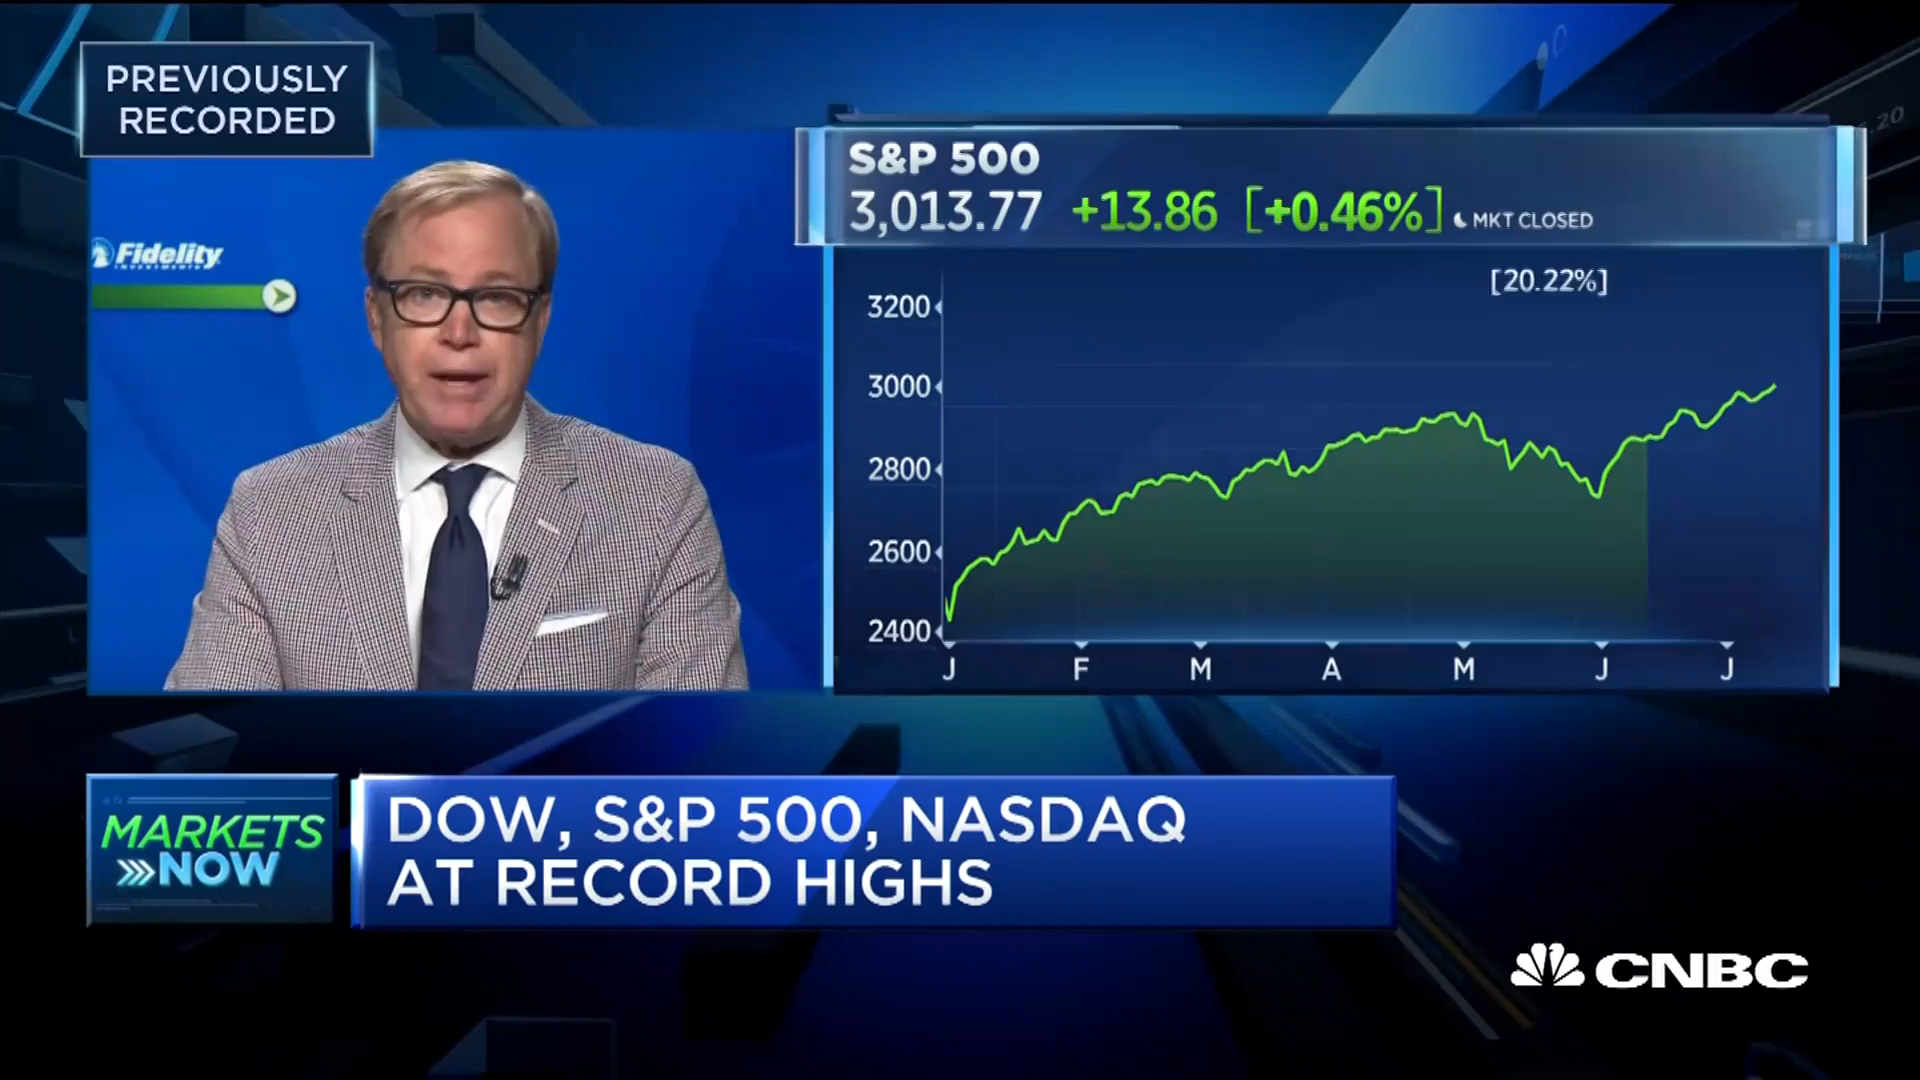 PREVIOUSLY
RECORDED
Fidelity
INVESTMENTS
S&P 500
3,013.77 +13.86 [+0.46%] MKT CLOSED
[20.22%]
3200
3000
2800
2600
2400
J F M A M J J
MARKETS
NOW
DOW, S&P 500, NASDAQ
AT RECORD HIGHS
CNBC